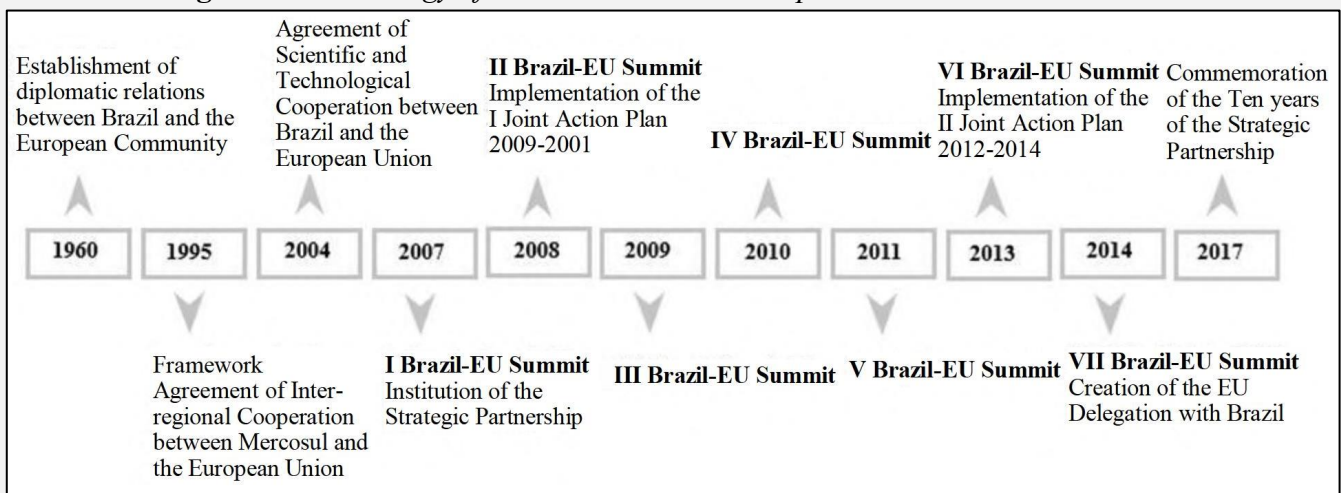 Establishment of
diplomatic relations
between Brazil and the
European Community
Agreement of
Scientific and
Technological
Cooperation between
Brazil and the
European Union
II Brazil-EU Summit
Implementation of the
I Joint Action Plan
2009-2001
IV Brazil-EU Summit
VI Brazil-EU Summit
Implementation of the
II Joint Action Plan
2012-2014
Commemoration
of the Ten years
of the Strategic
Partnership
1960 1995 2004 2007 2008 2009 2010 2011 2013 2014 2017
Framework
Agreement of Inter-
regional Cooperation
between Mercosul and
the European Union
I Brazil-EU Summit
Institution of the
Strategic Partnership
III Brazil-EU Summit
V Brazil-EU Summit
VII Brazil-EU Summit
Creation of the EU
Delegation with Brazil